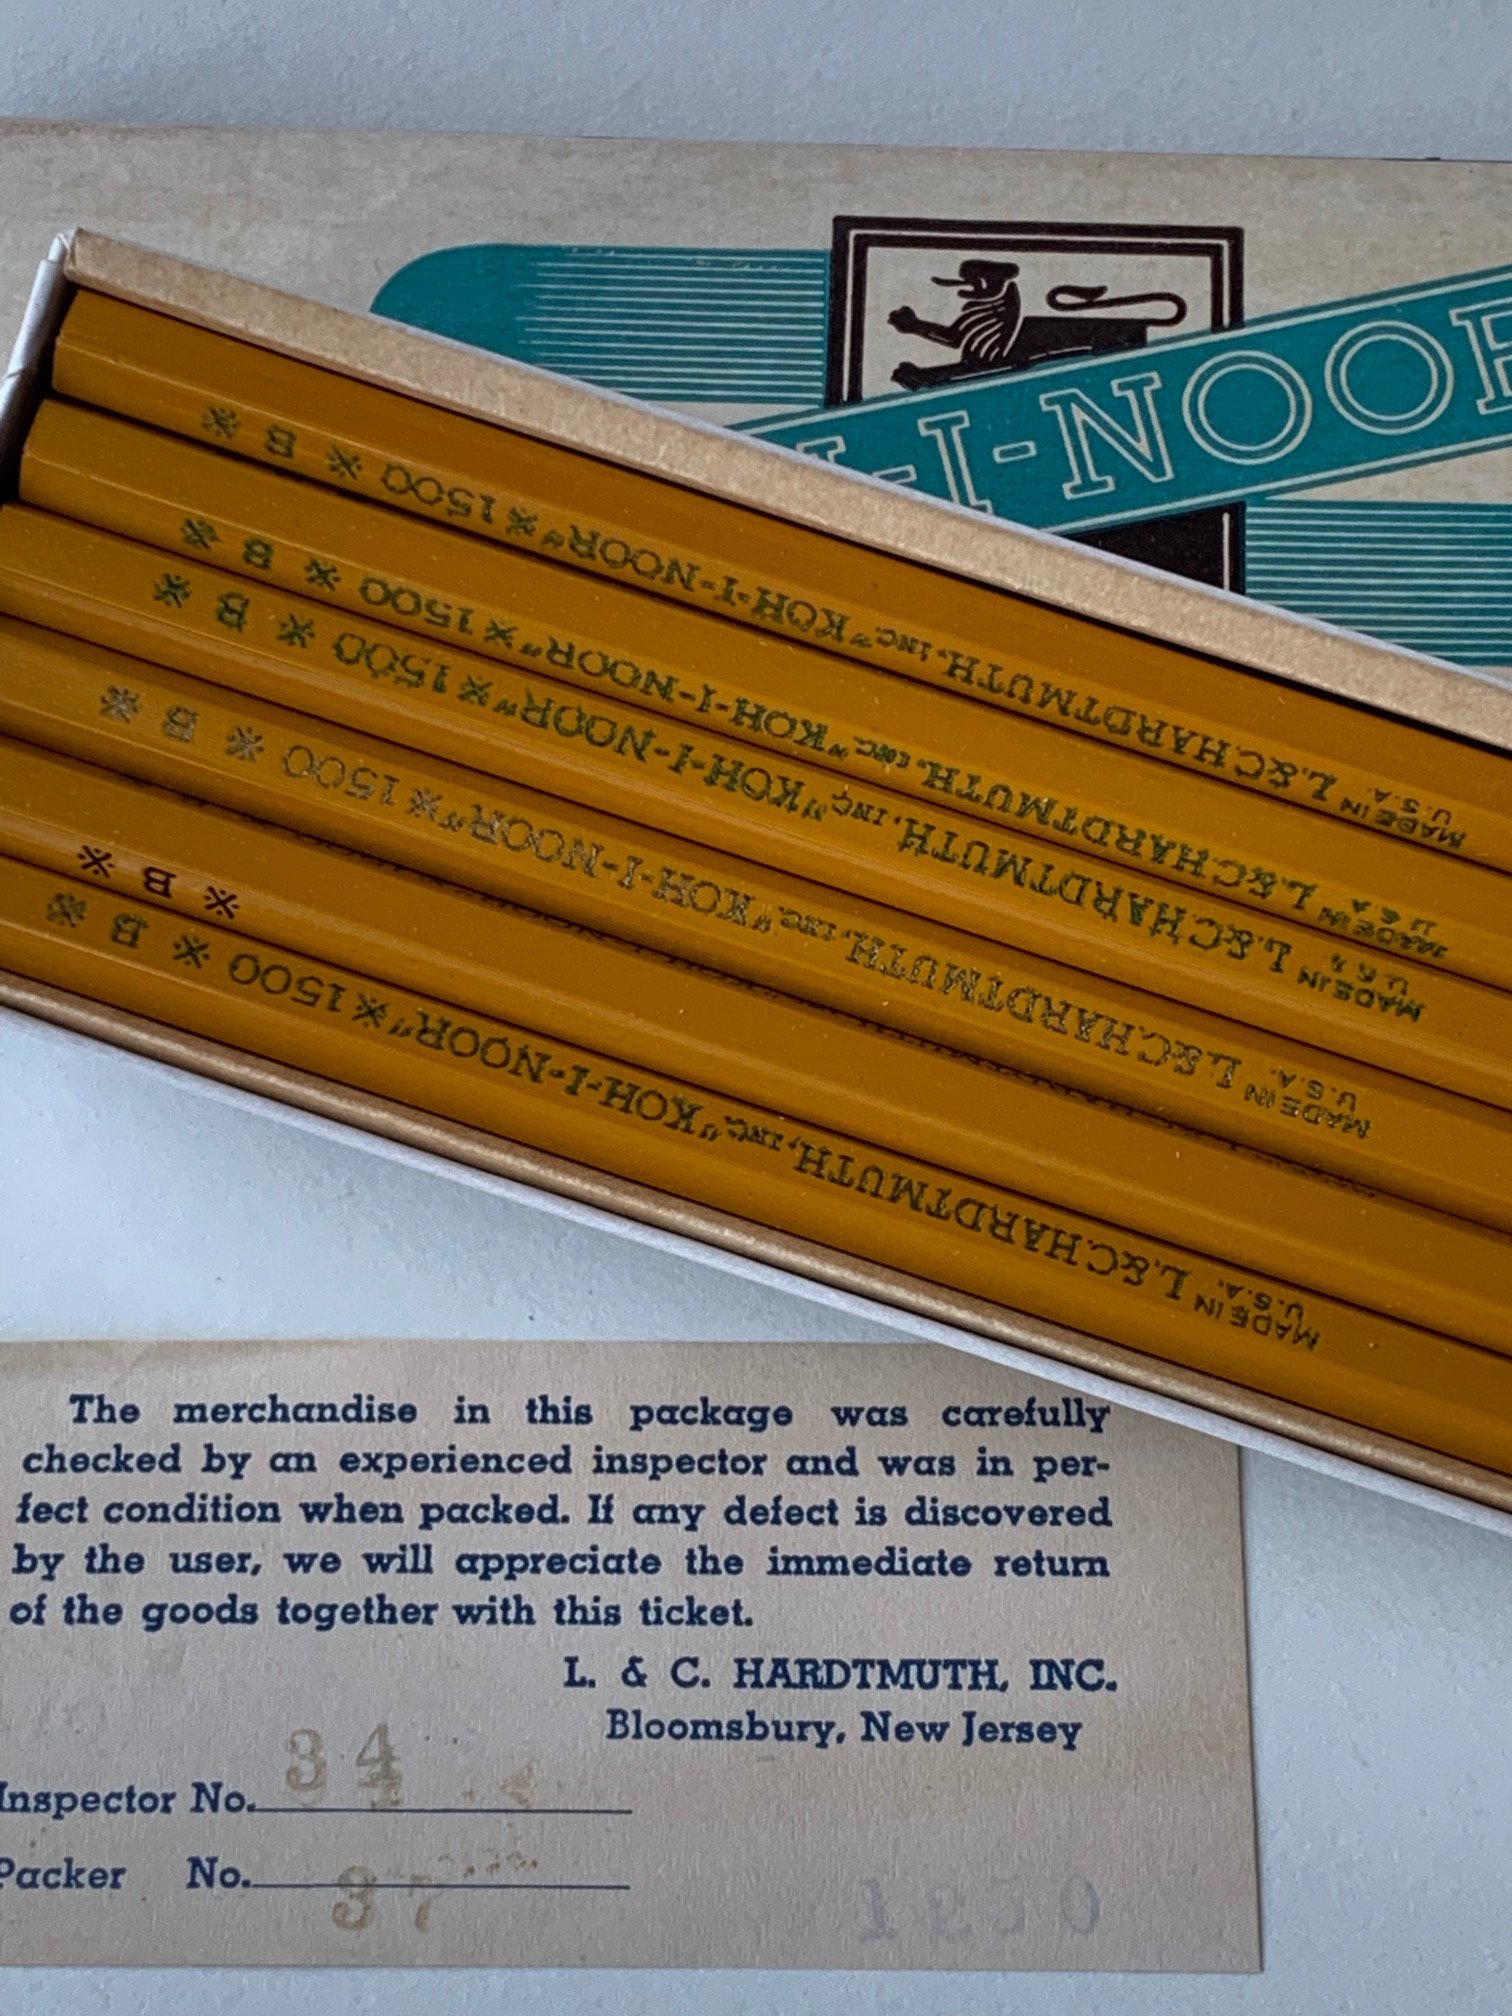 H-I-NOOR
MADE IN U.S.A. L.&C.HARDTMUTH, INC. "KOH-I-NOOR" ※ 1500 ※ B ※
MADE IN U.S.A. L.&C.HARDTMUTH, INC. "KOH-I-NOOR" ※ 1500 ※ B ※
MADE IN U.S.A. L.&C.HARDTMUTH, INC. "KOH-I-NOOR" ※ 1500 ※ B ※
MADE IN U.S.A. L.&C.HARDTMUTH, INC. "KOH-I-NOOR" ※ 1500 ※ B ※
※ B ※
MADE IN U.S.A. L.&C.HARDTMUTH, INC. "KOH-I-NOOR" ※ 1500 ※ B ※
The merchandise in this package was carefully
checked by an experienced inspector and was in per-
fect condition when packed. If any defect is discovered
by the user, we will appreciate the immediate return
of the goods together with this ticket.
L. & C. HARDTMUTH, INC.
Bloomsbury, New Jersey
Inspector No. 34
Packer No. 37